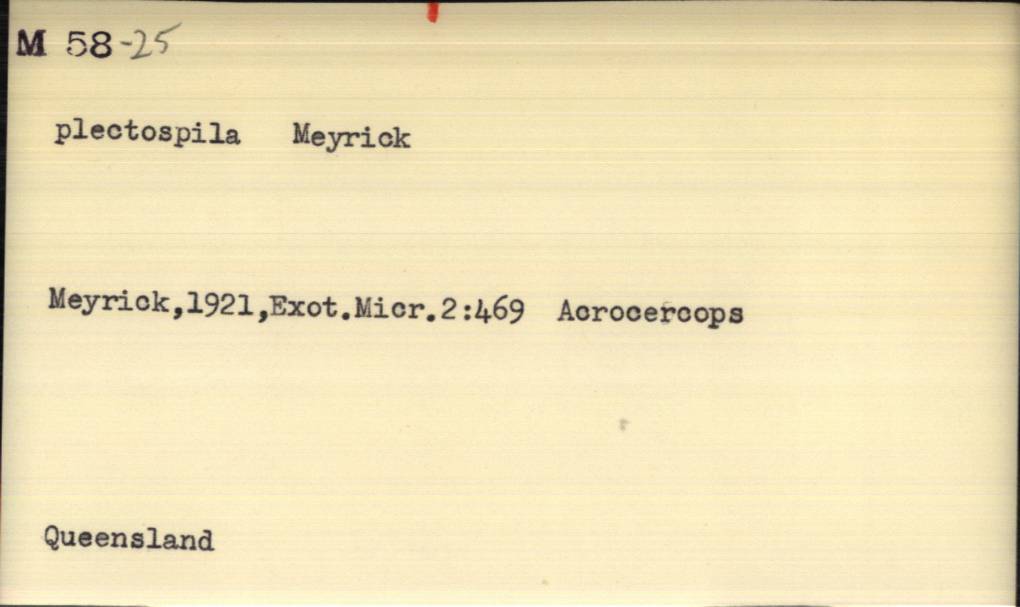 M 58-25
plectospila Meyrick
Meyrick,1921,Exot.Micr.2:469 Acrocercops
Queensland